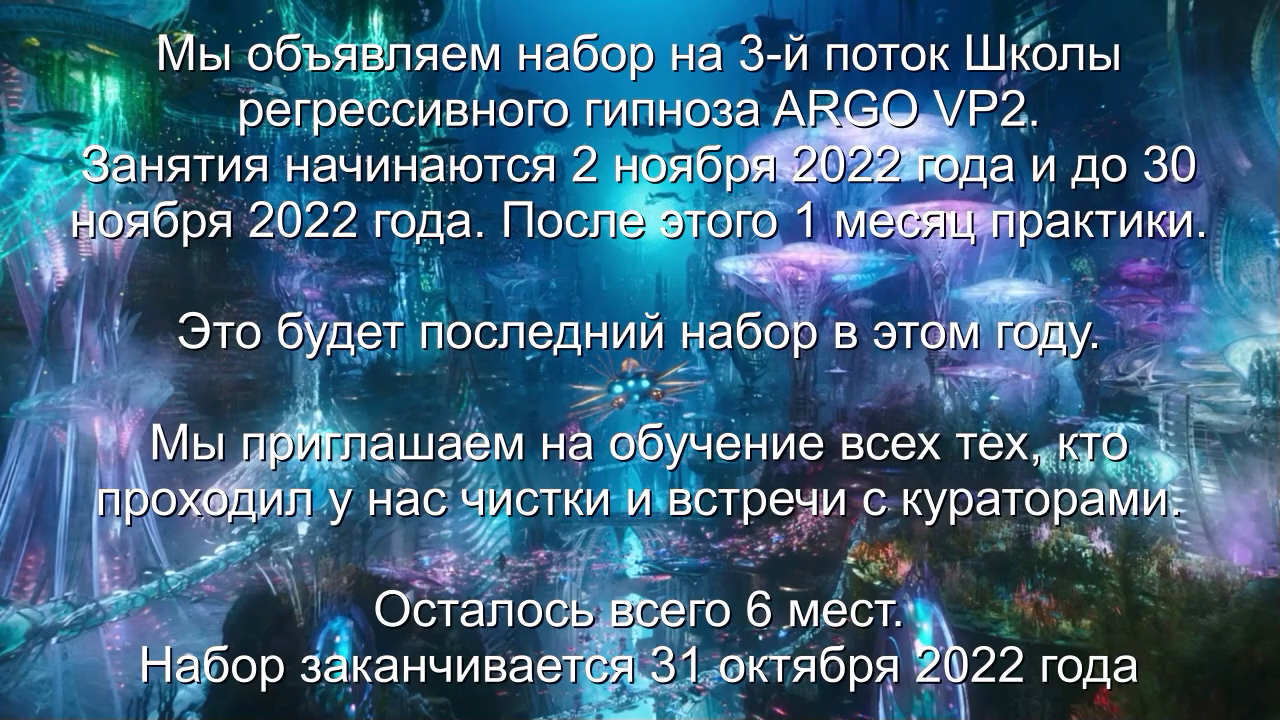 Мы объявляем набор на 3-й поток Школы
регрессивного гипноза ARGO VP2.
Занятия начинаются 2 ноября 2022 года и до 30
ноября 2022 года. После этого 1 месяц практики.
Это будет последний набор в этом году.
Мы приглашаем на обучение всех тех, кто
проходил у нас чистки и встречи с кураторами.
Осталось всего 6 мест.
Набор заканчивается 31 октября 2022 года